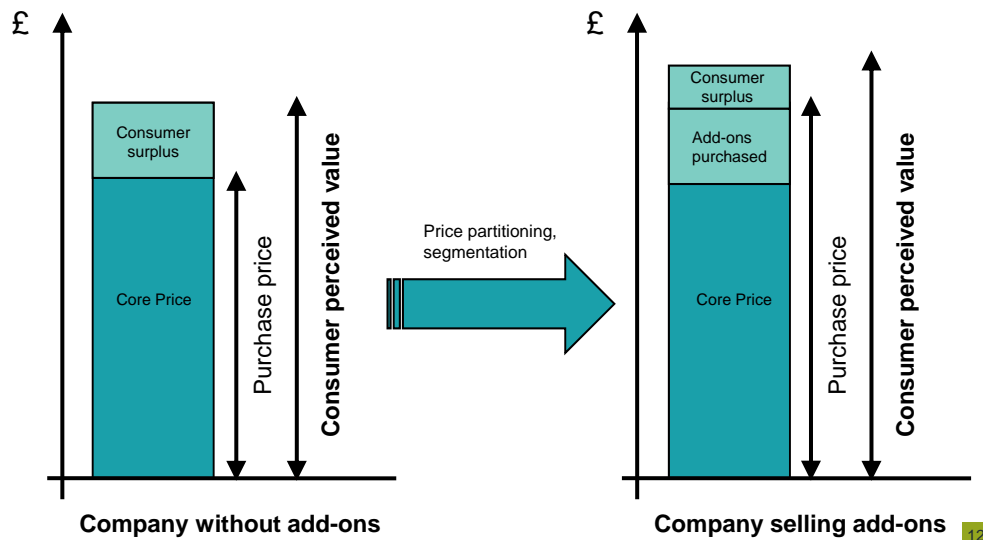 £
Consumer
surplus
Core Price
Purchase price
Consumer perceived value
Company without add-ons
Price partitioning,
segmentation
£
Consumer
surplus
Add-ons
purchased
Core Price
Purchase price
Consumer perceived value
Company selling add-ons
12